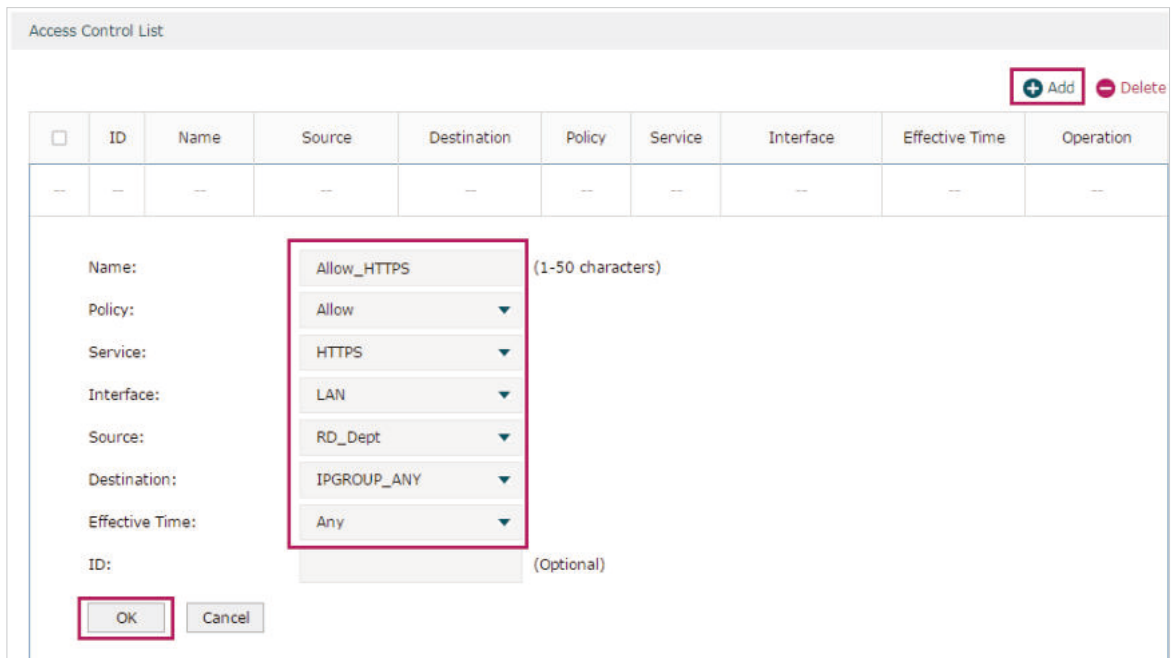 Access Control List
Add Delete
ID Name Source Destination Policy Service Interface Effective Time Operation
-- -- -- -- -- -- -- -- -- --
Name: Allow_HTTPS (1-50 characters)
Policy: Allow
Service: HTTPS
Interface: LAN
Source: RD_Dept
Destination: IPGROUP_ANY
Effective Time: Any
ID: (Optional)
OK Cancel